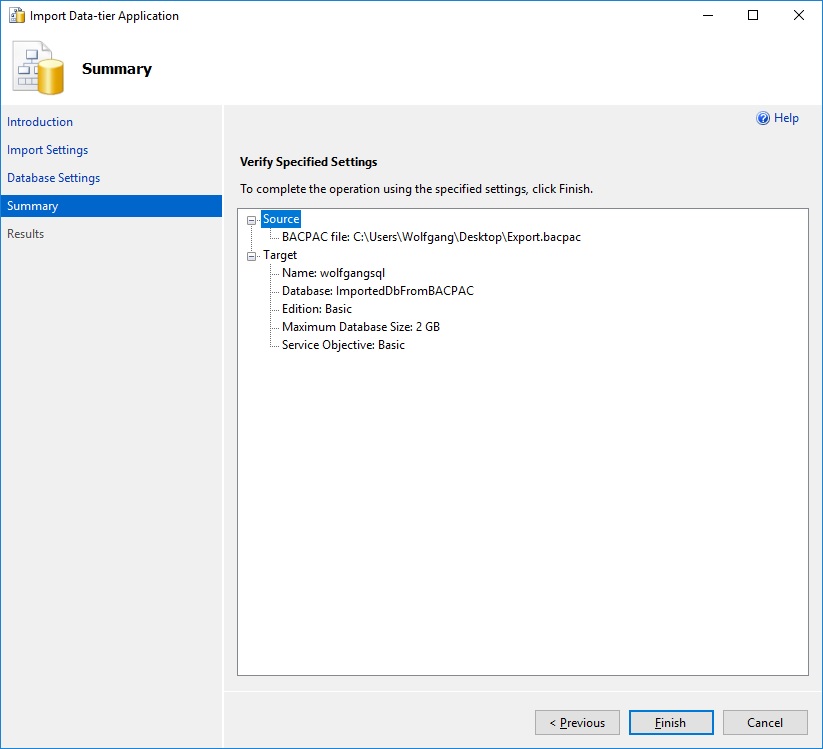 Import Data-tier Application
Summary
Introduction
Import Settings
Database Settings
Summary
Results
Help
Verify Specified Settings
To complete the operation using the specified settings, click Finish.
Source
BACPAC file: C:\Users\Wolfgang\Desktop\Export.bacpac
Target
Name: wolfgangsql
Database: ImportedDbFromBACPAC
Edition: Basic
Maximum Database Size: 2 GB
Service Objective: Basic
< Previous
Finish
Cancel